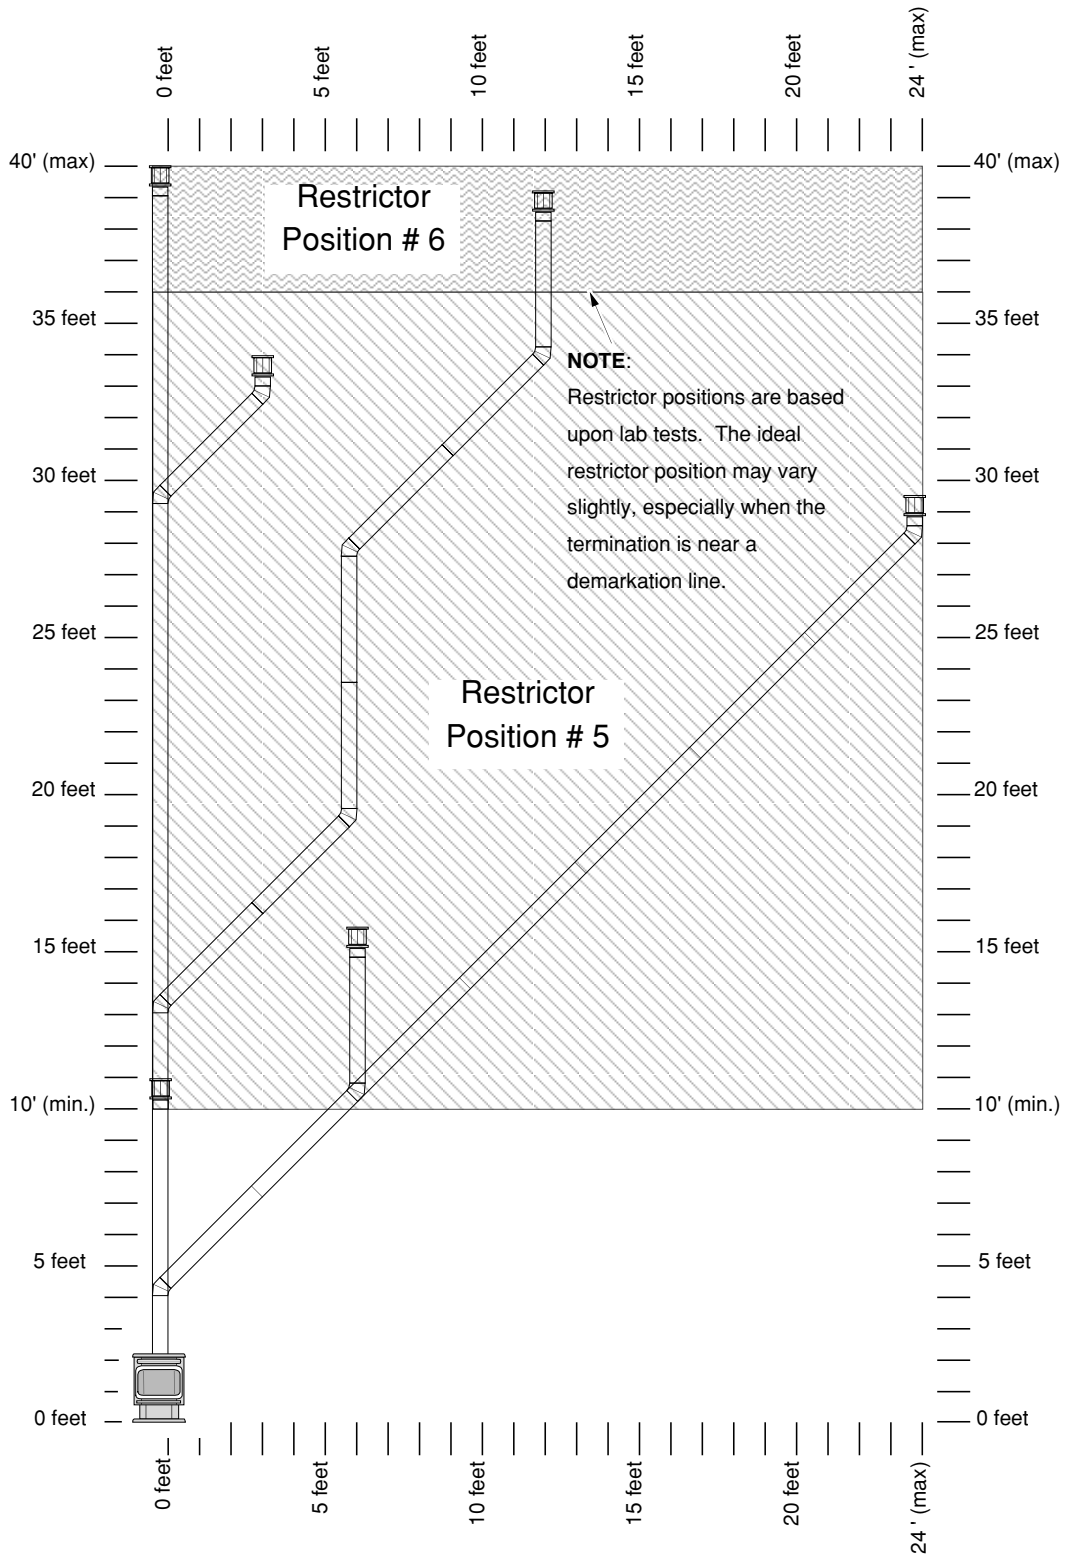 0 feet
5 feet
10 feet
15 feet
20 feet
24 ' (max)
40' (max)
40' (max)
Restrictor
Position # 6
35 feet
35 feet
NOTE:
Restrictor positions are based
upon lab tests.  The ideal
restrictor position may vary
slightly, especially when the
termination is near a
demarkation line.
30 feet
30 feet
25 feet
25 feet
Restrictor
Position # 5
20 feet
20 feet
15 feet
15 feet
10' (min.)
10' (min.)
5 feet
5 feet
0 feet
0 feet
0 feet
5 feet
10 feet
15 feet
20 feet
24 ' (max)